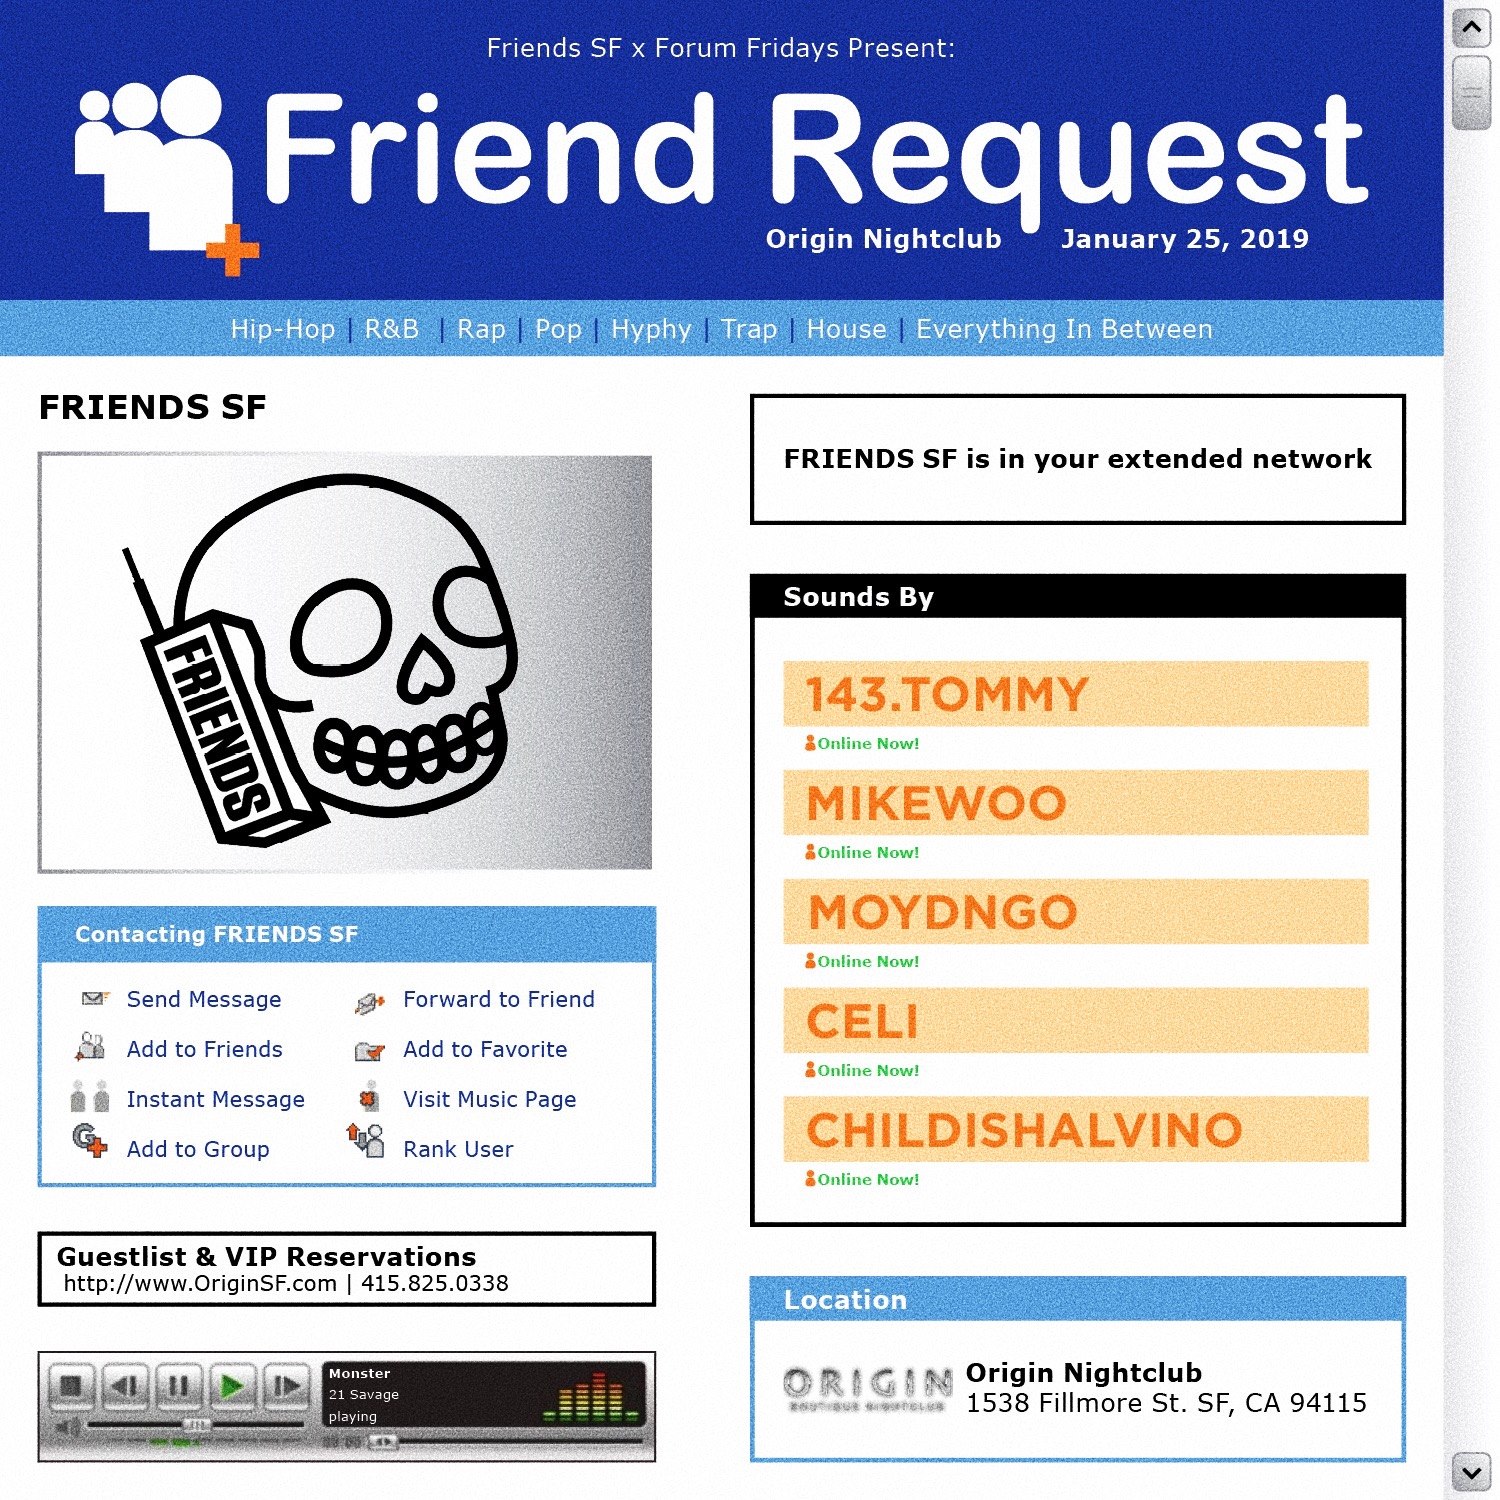 Friends SF x Forum Fridays Present:
Friend Request
Origin Nightclub January 25, 2019
Hip-Hop | R&B | Rap | Pop | Hyphy | Trap | House | Everything In Between
FRIENDS SF
FRIENDS
Contacting FRIENDS SF
Send Message Forward to Friend
Add to Friends Add to Favorite
Instant Message Visit Music Page
G Add to Group Rank User
Guestlist & VIP Reservations
http://www.OriginSF.com | 415.825.0338
Monster
21 Savage
playing
FRIENDS SF is in your extended network
Sounds By
143.TOMMY
Online Now!
MIKEWOO
Online Now!
MOYDNGO
Online Now!
CELI
Online Now!
CHILDISHALVINO
Online Now!
Location
ORIGIN
BOUTIQUE NIGHTCLUB
Origin Nightclub
1538 Fillmore St. SF, CA 94115